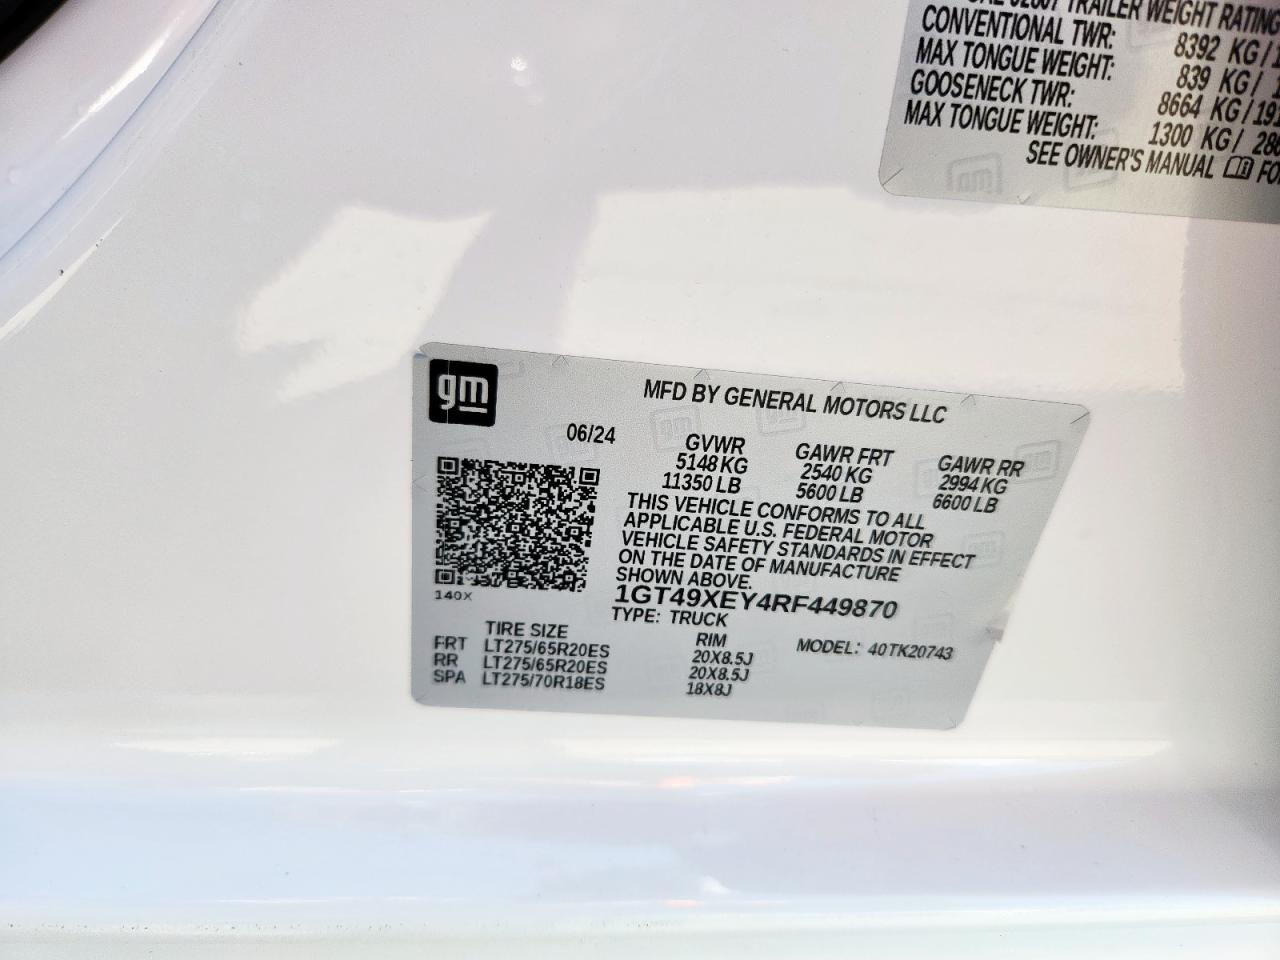 TRAILER WEIGHT RATING
CONVENTIONAL TWR: 8392 KG/
MAX TONGUE WEIGHT: 839 KG/
GOOSENECK TWR: 8664 KG/191
MAX TONGUE WEIGHT: 1300 KG/ 286
SEE OWNER'S MANUAL FO
gm
MFD BY GENERAL MOTORS LLC
06/24 GVWR GAWR FRT GAWR RR
5148 KG 2540 KG 2994 KG
11350 LB 5600 LB 6600 LB
THIS VEHICLE CONFORMS TO ALL
APPLICABLE U.S. FEDERAL MOTOR
VEHICLE SAFETY STANDARDS IN EFFECT
ON THE DATE OF MANUFACTURE
SHOWN ABOVE.
1GT49XEY4RF449870
140X
TYPE: TRUCK
TIRE SIZE RIM MODEL: 40TK20743
FRT LT275/65R20ES 20X8.5J
RR LT275/65R20ES 20X8.5J
SPA LT275/70R18ES 18X8J